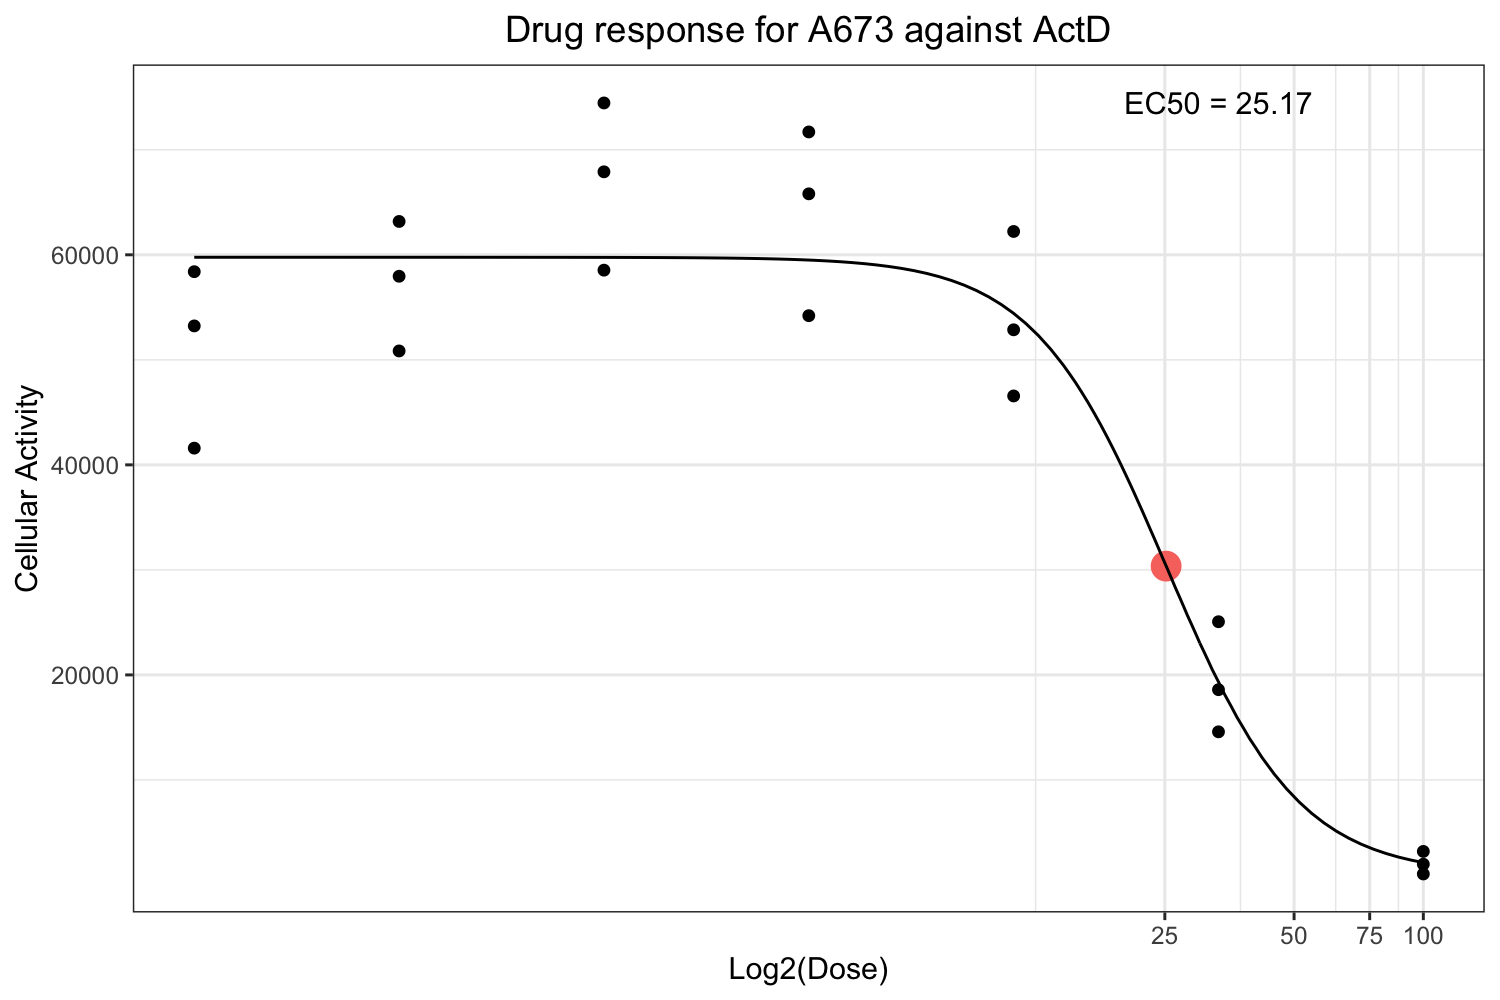 Drug response for A673 against ActD
EC50 = 25.17
60000
40000
20000
Cellular Activity
25 50 75 100
Log2(Dose)